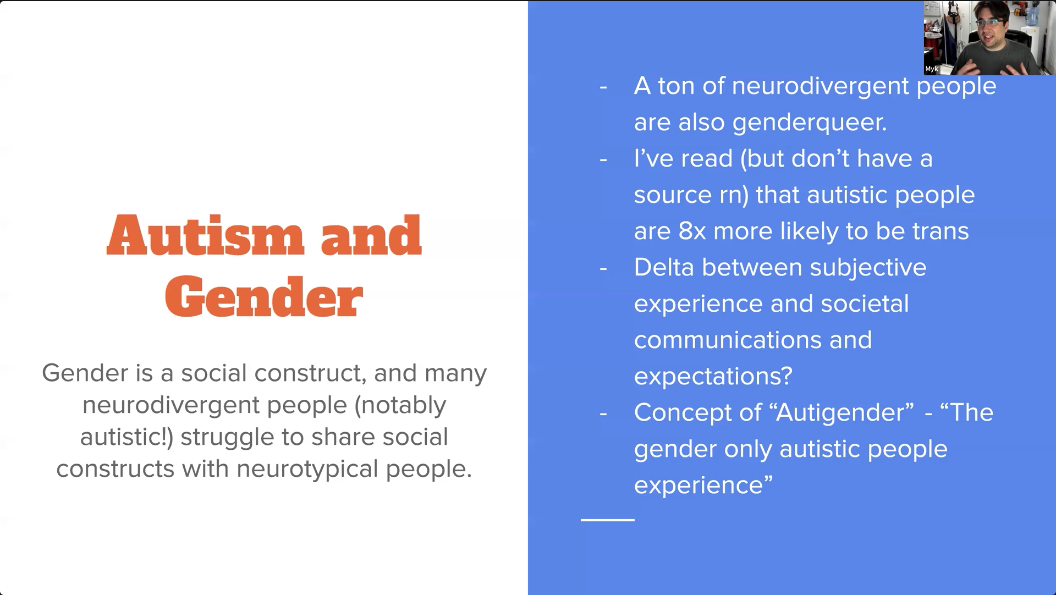 Autism and
Gender
Gender is a social construct, and many
neurodivergent people (notably
autistic!) struggle to share social
constructs with neurotypical people.
- A ton of neurodivergent people
are also genderqueer.
- I’ve read (but don’t have a
source rn) that autistic people
are 8x more likely to be trans
- Delta between subjective
experience and societal
communications and
expectations?
- Concept of “Autigender” - “The
gender only autistic people
experience”